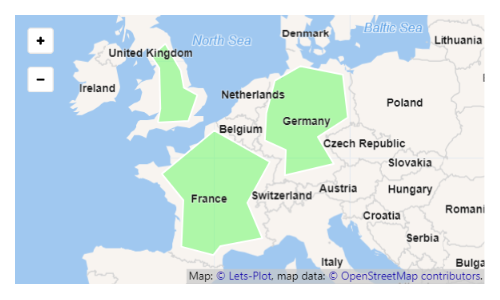 North Sea
Baltic Sea
Denmark
Lithuania
+
United Kingdom
−
Ireland
Netherlands
Poland
Belgium
Germany
Czech Republic
Slovakia
France
Switzerland
Austria
Hungary
Croatia
Romani
Serbia
Italy
Bulga
Map: © Lets-Plot, map data: © OpenStreetMap contributors.